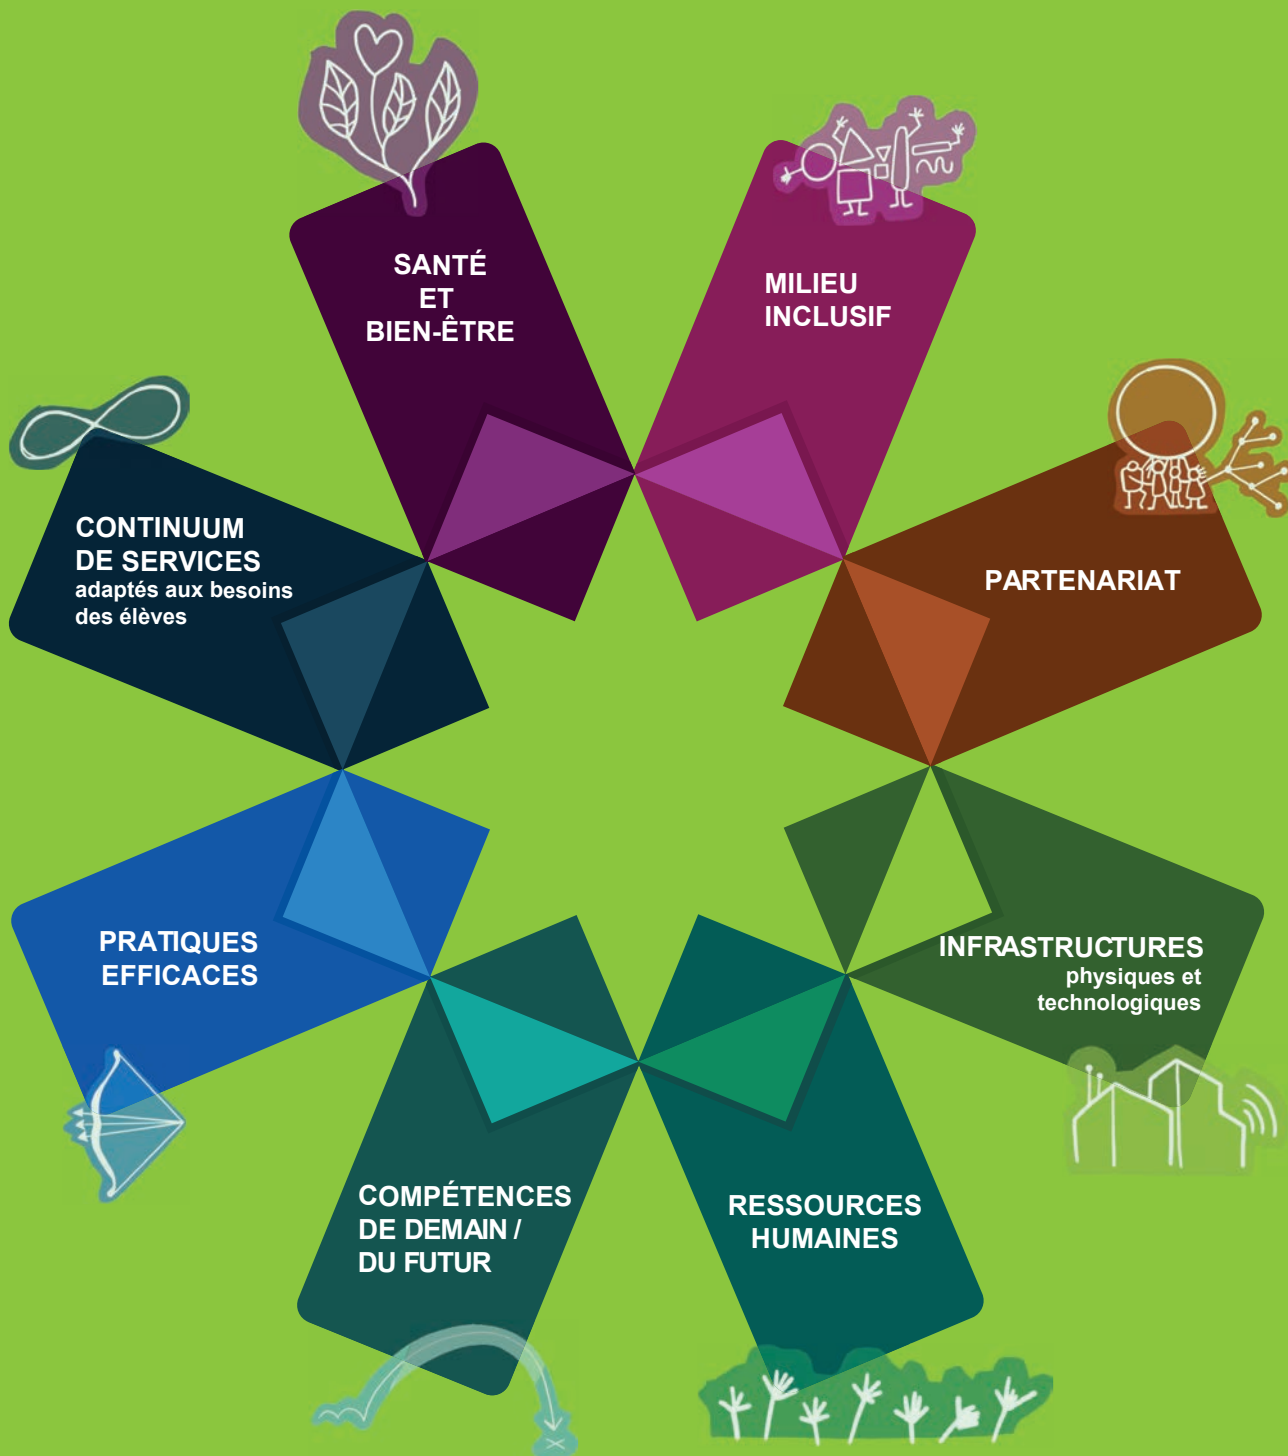 SANTÉ
ET
BIEN-ÊTRE
MILIEU
INCLUSIF
PARTENARIAT
INFRASTRUCTURES
physiques et
technologiques
RESSOURCES
HUMAINES
COMPÉTENCES
DE DEMAIN /
DU FUTUR
PRATIQUES
EFFICACES
CONTINUUM
DE SERVICES
adaptés aux besoins
des élèves